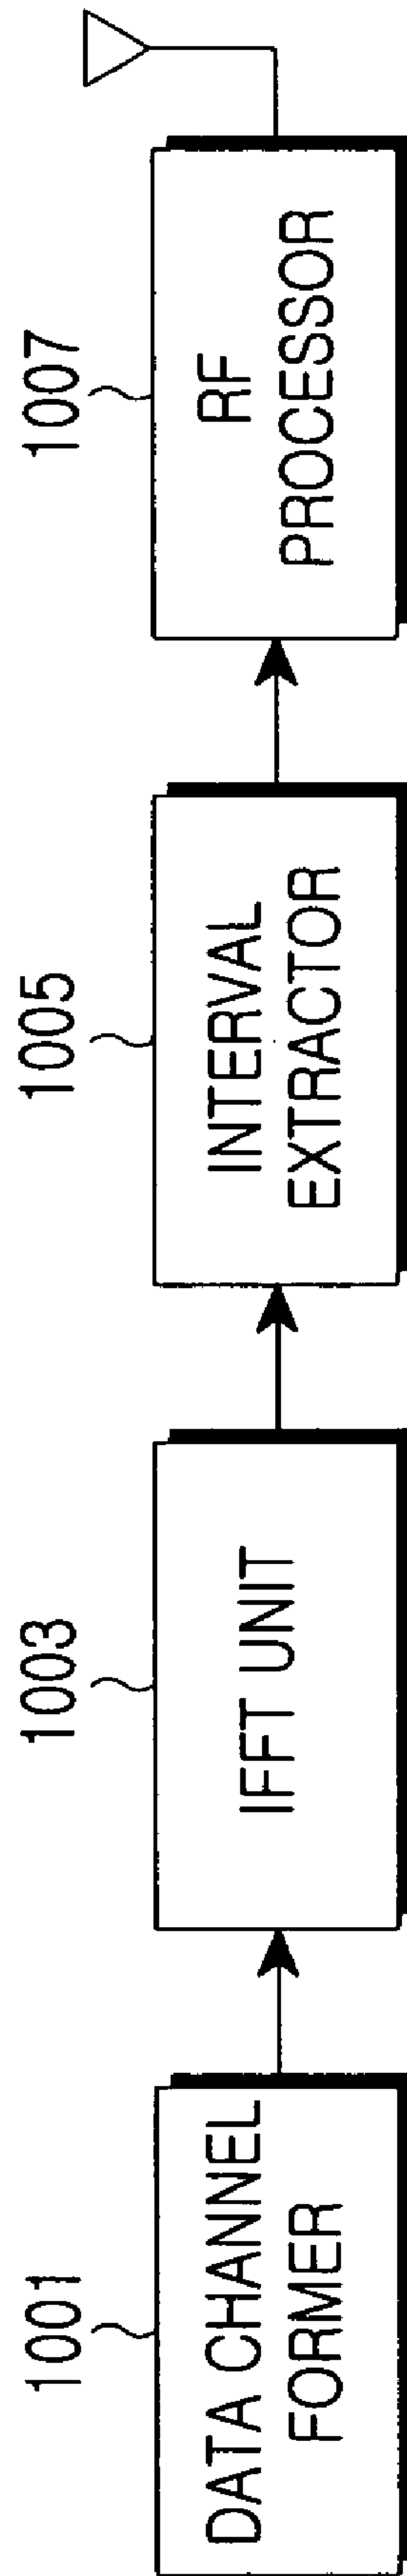 1001
DATA CHANNEL
FORMER
1003
IFFT UNIT
1005
INTERVAL
EXTRACTOR
1007
RF
PROCESSOR